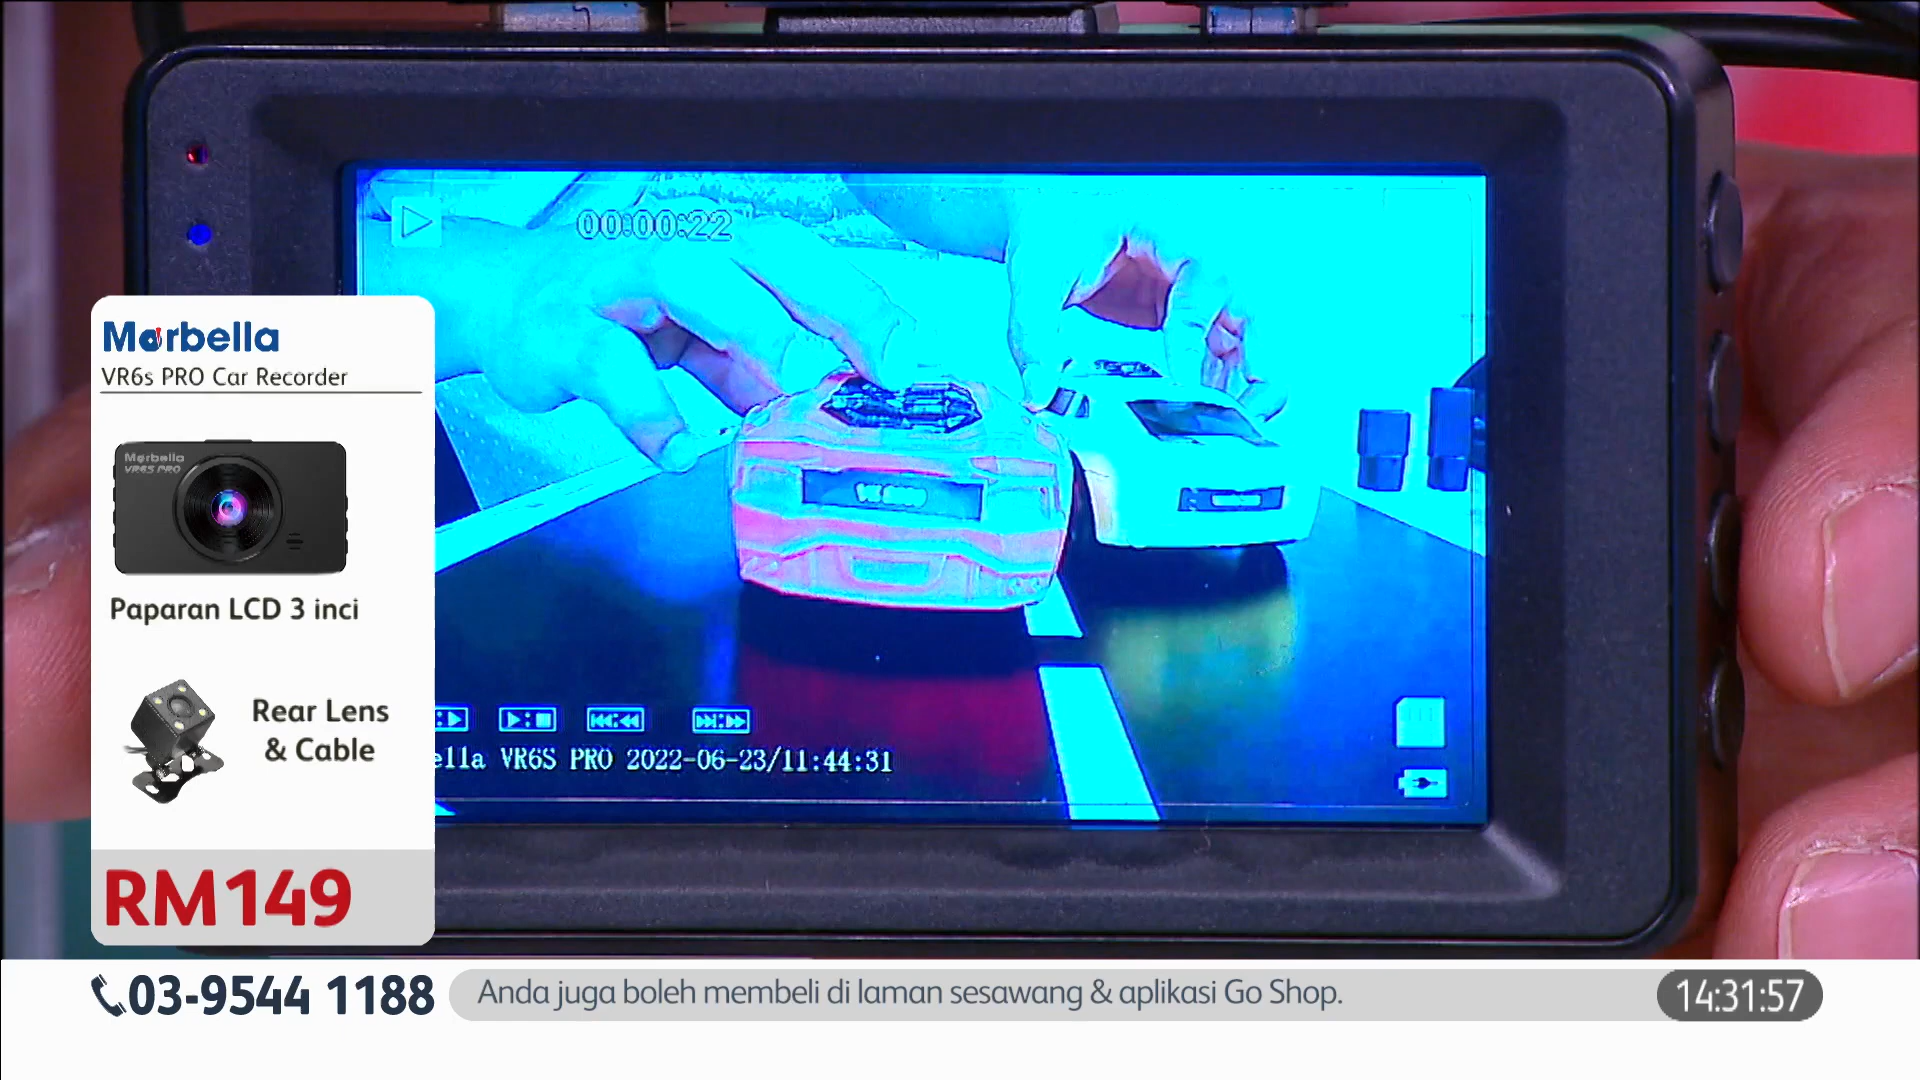 00:00:22
Marbella
VR6s PRO Car Recorder
Marbella
VR6S PRO
Paparan LCD 3 inci
Rear Lens
& Cable
ella VR6S PRO 2022-06-23/11:44:31
RM149
03-9544 1188
Anda juga boleh membeli di laman sesawang & aplikasi Go Shop.
14:31:57